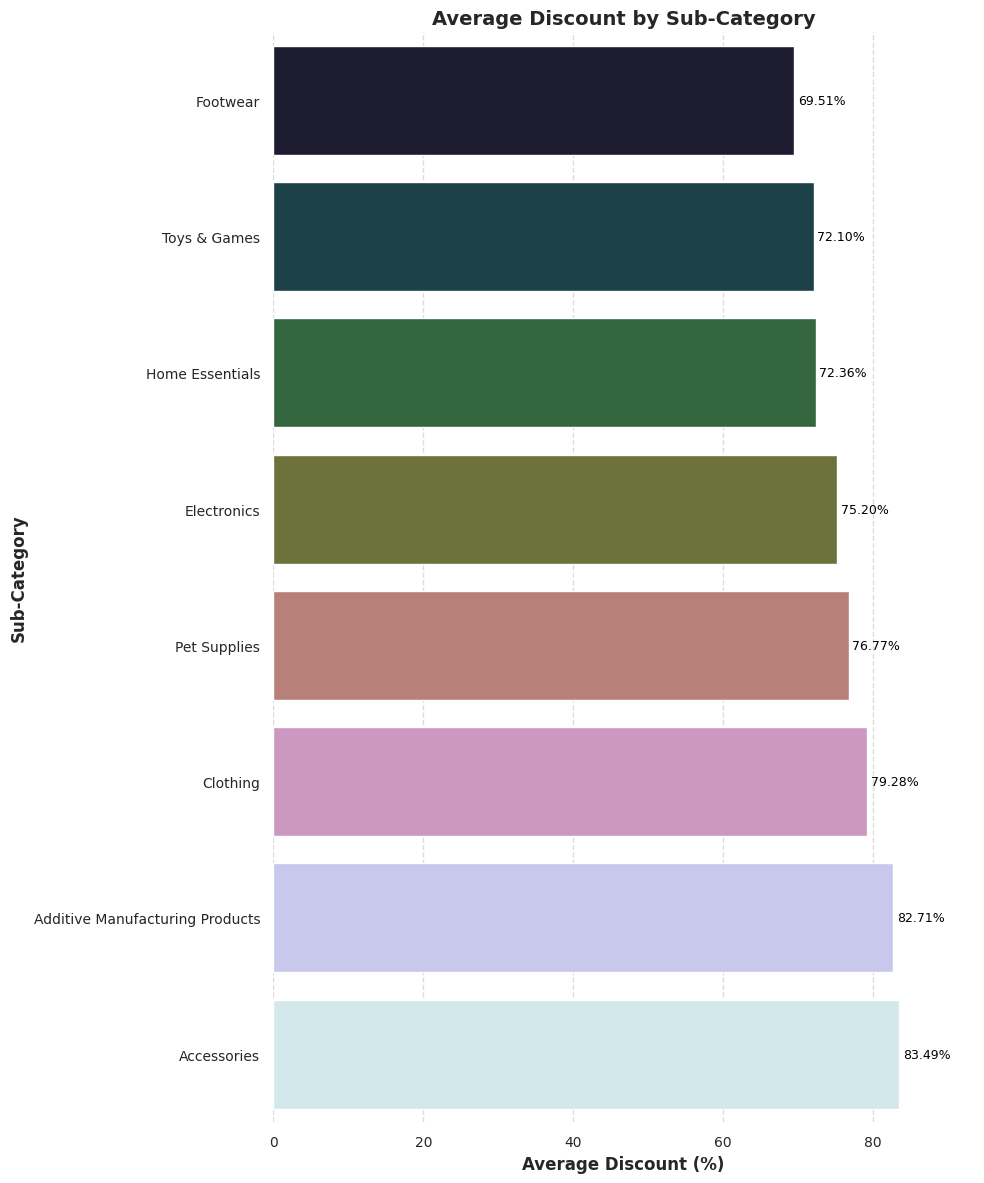 Average Discount by Sub-Category
Footwear
69.51%
Toys & Games
72.10%
Home Essentials
72.36%
Electronics
75.20%
Pet Supplies
76.77%
Clothing
79.28%
Additive Manufacturing Products
82.71%
Accessories
83.49%
Sub-Category
0 20 40 60 80
Average Discount (%)